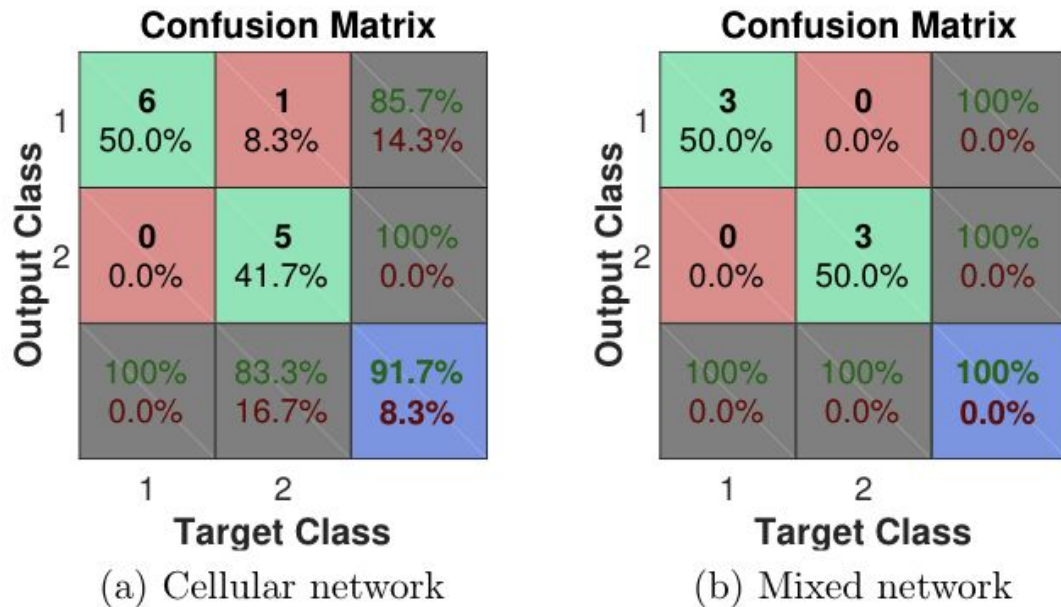 Confusion Matrix
6 1 85.7%
1
50.0% 8.3% 14.3%
0 5 100%
2
0.0% 41.7% 0.0%
100% 83.3% 91.7%
0.0% 16.7% 8.3%
1 2
Target Class
Output Class
(a) Cellular network
Confusion Matrix
3 0 100%
1
50.0% 0.0% 0.0%
0 3 100%
2
0.0% 50.0% 0.0%
100% 100% 100%
0.0% 0.0% 0.0%
1 2
Target Class
Output Class
(b) Mixed network